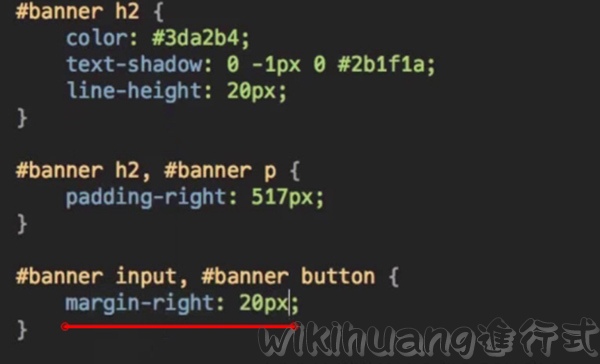 #banner h2 {
color: #3da2b4;
text-shadow: 0 -1px 0 #2b1f1a;
line-height: 20px;
}
#banner h2, #banner p {
padding-right: 517px;
}
#banner input, #banner button {
margin-right: 20px;
}
wikihuang進行式